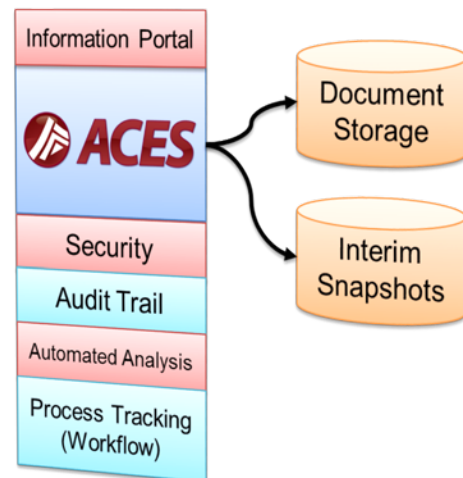 Information Portal
ACES
Security
Audit Trail
Automated Analysis
Process Tracking
(Workflow)
Document
Storage
Interim
Snapshots